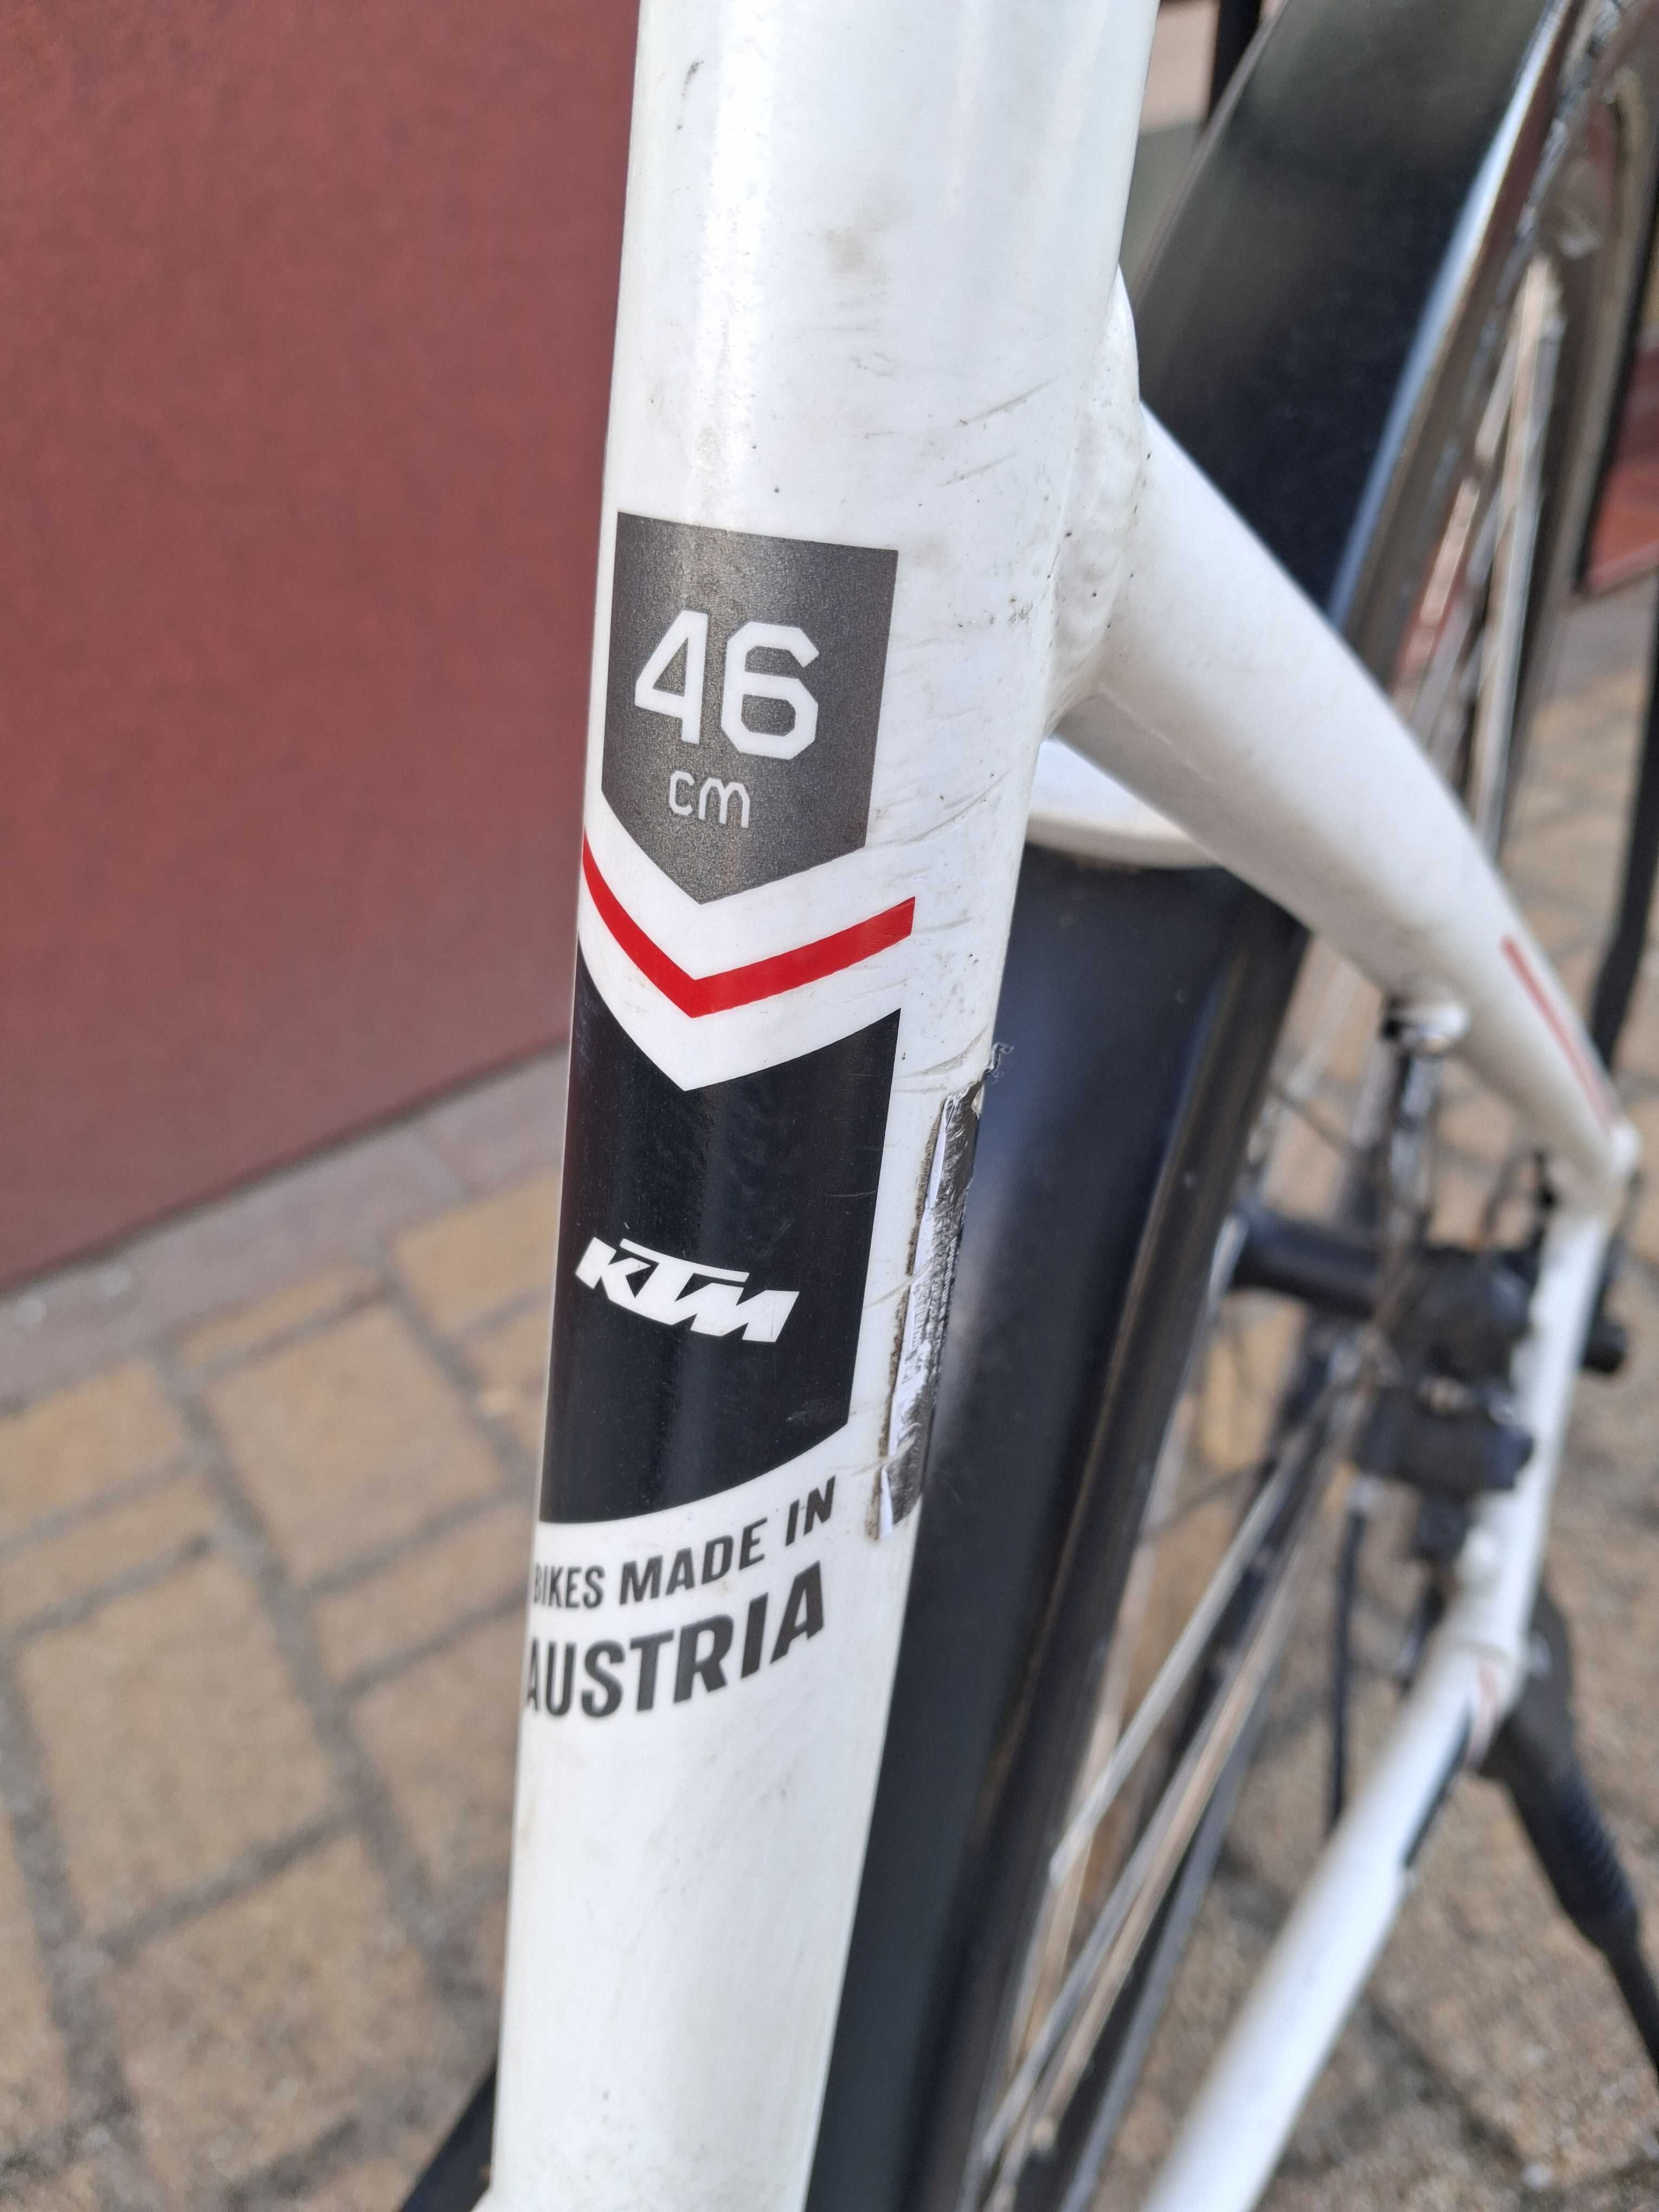 46
cm
KTM
BIKES MADE IN
AUSTRIA